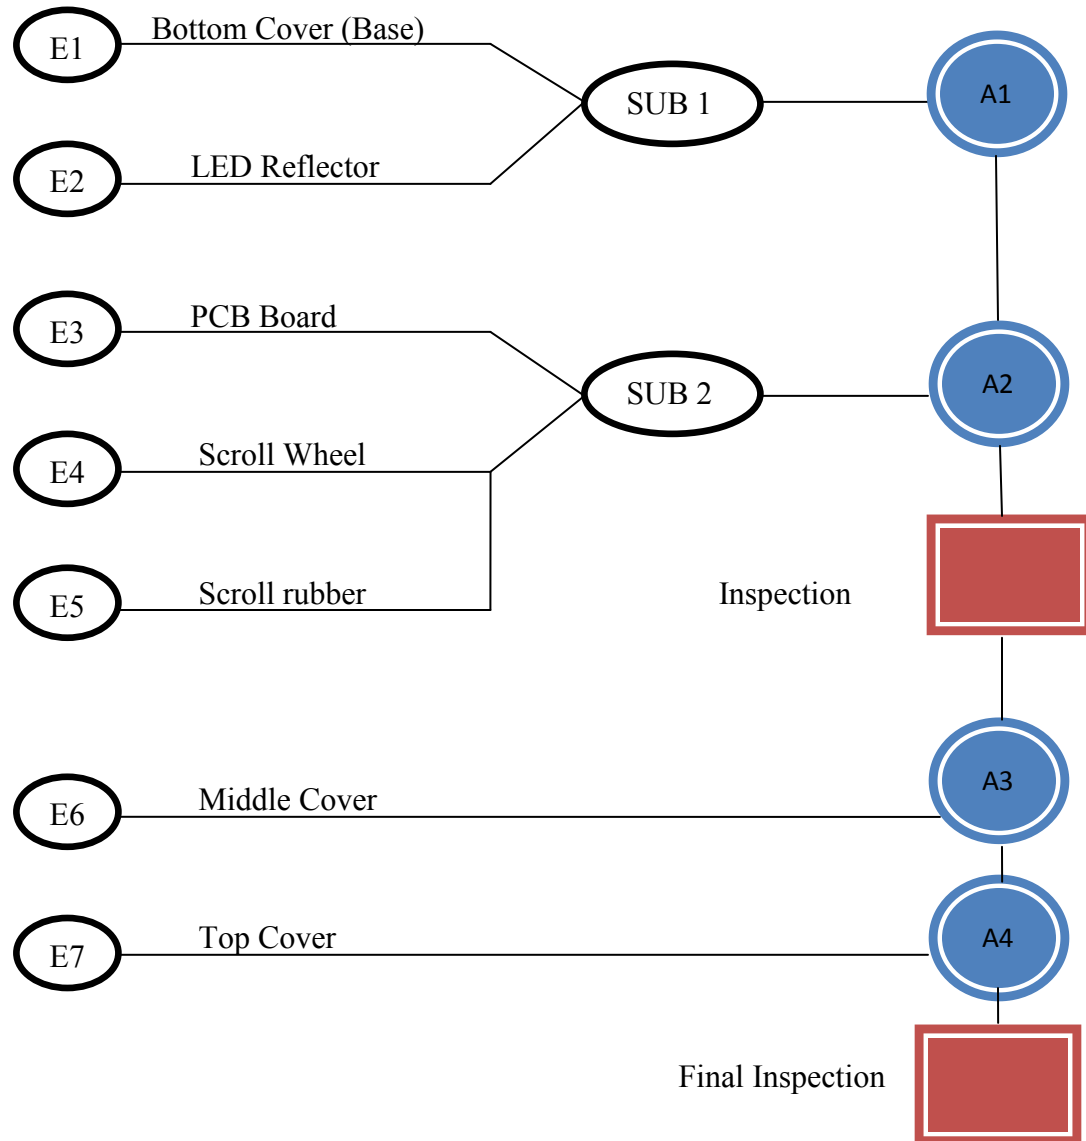 E1
Bottom Cover (Base)
SUB 1
A1
E2
LED Reflector
E3
PCB Board
SUB 2
A2
E4
Scroll Wheel
E5
Scroll rubber
Inspection
E6
Middle Cover
A3
E7
Top Cover
A4
Final Inspection